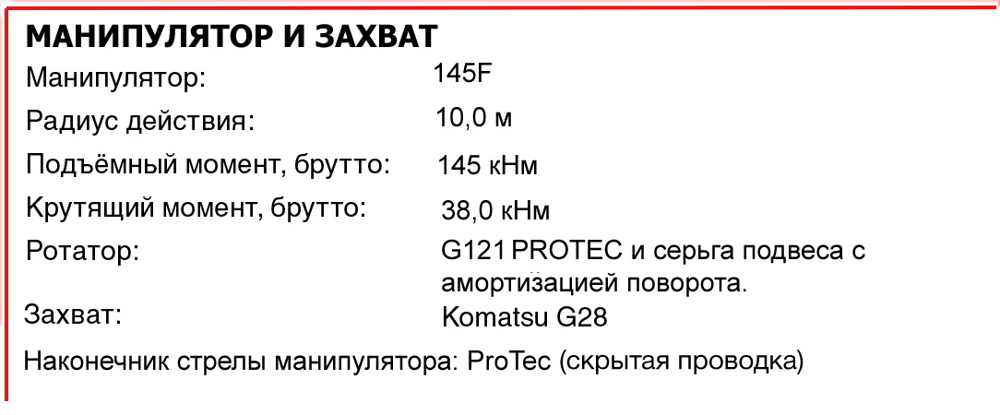 МАНИПУЛЯТОР И ЗАХВАТ
Манипулятор: 145F
Радиус действия: 10,0 м
Подъёмный момент, брутто: 145 кНм
Крутящий момент, брутто: 38,0 кНм
Ротатор: G121 PROTEC и серьга подвеса с
амортизацией поворота.
Захват: Komatsu G28
Наконечник стрелы манипулятора: ProTec (скрытая проводка)